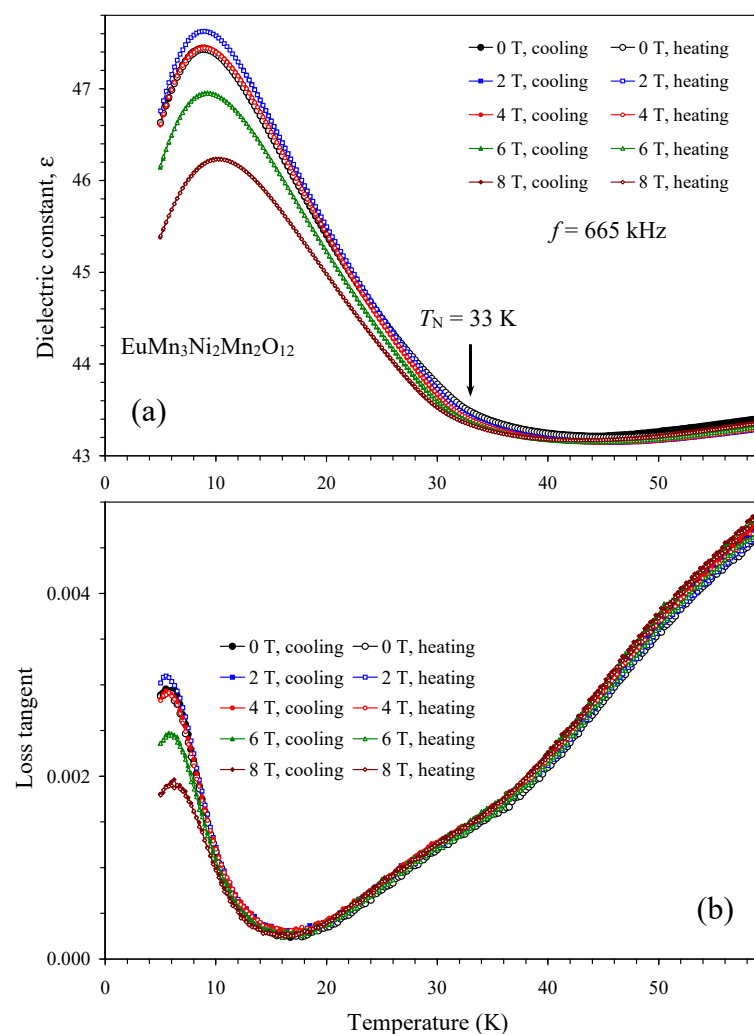 (a)
0 T, cooling 0 T, heating
2 T, cooling 2 T, heating
4 T, cooling 4 T, heating
6 T, cooling 6 T, heating
8 T, cooling 8 T, heating
f = 665 kHz
T_N = 33 K
EuMn₃Ni₂Mn₂O₁₂
Dielectric constant, ε
47
46
45
44
43
0 10 20 30 40 50
(b)
0 T, cooling 0 T, heating
2 T, cooling 2 T, heating
4 T, cooling 4 T, heating
6 T, cooling 6 T, heating
8 T, cooling 8 T, heating
Loss tangent
0.004
0.002
0.000
0 10 20 30 40 50
Temperature (K)